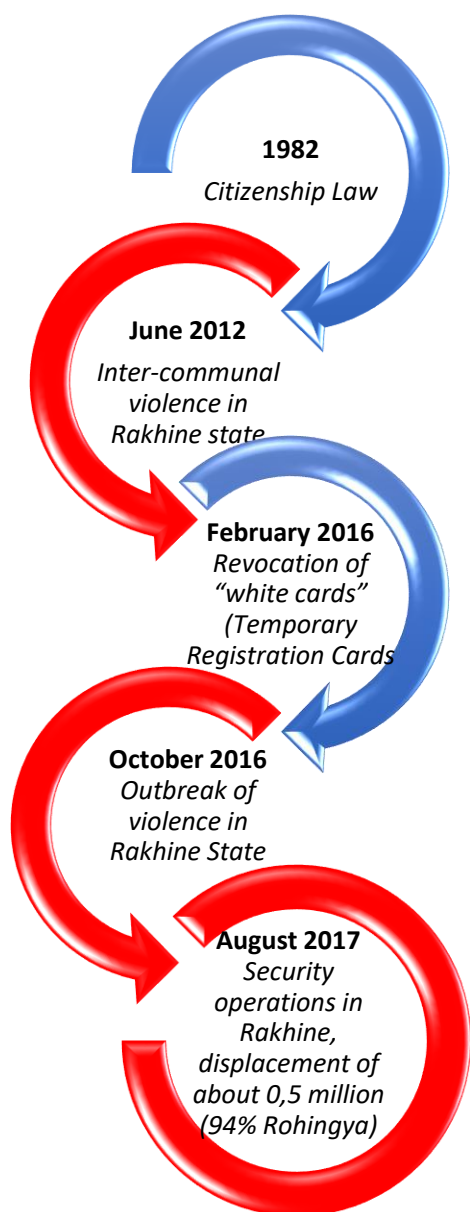 1982
Citizenship Law
June 2012
Inter-communal
violence in
Rakhine state
February 2016
Revocation of
“white cards”
(Temporary
Registration Cards
October 2016
Outbreak of
violence in
Rakhine State
August 2017
Security
operations in
Rakhine,
displacement of
about 0,5 million
(94% Rohingya)